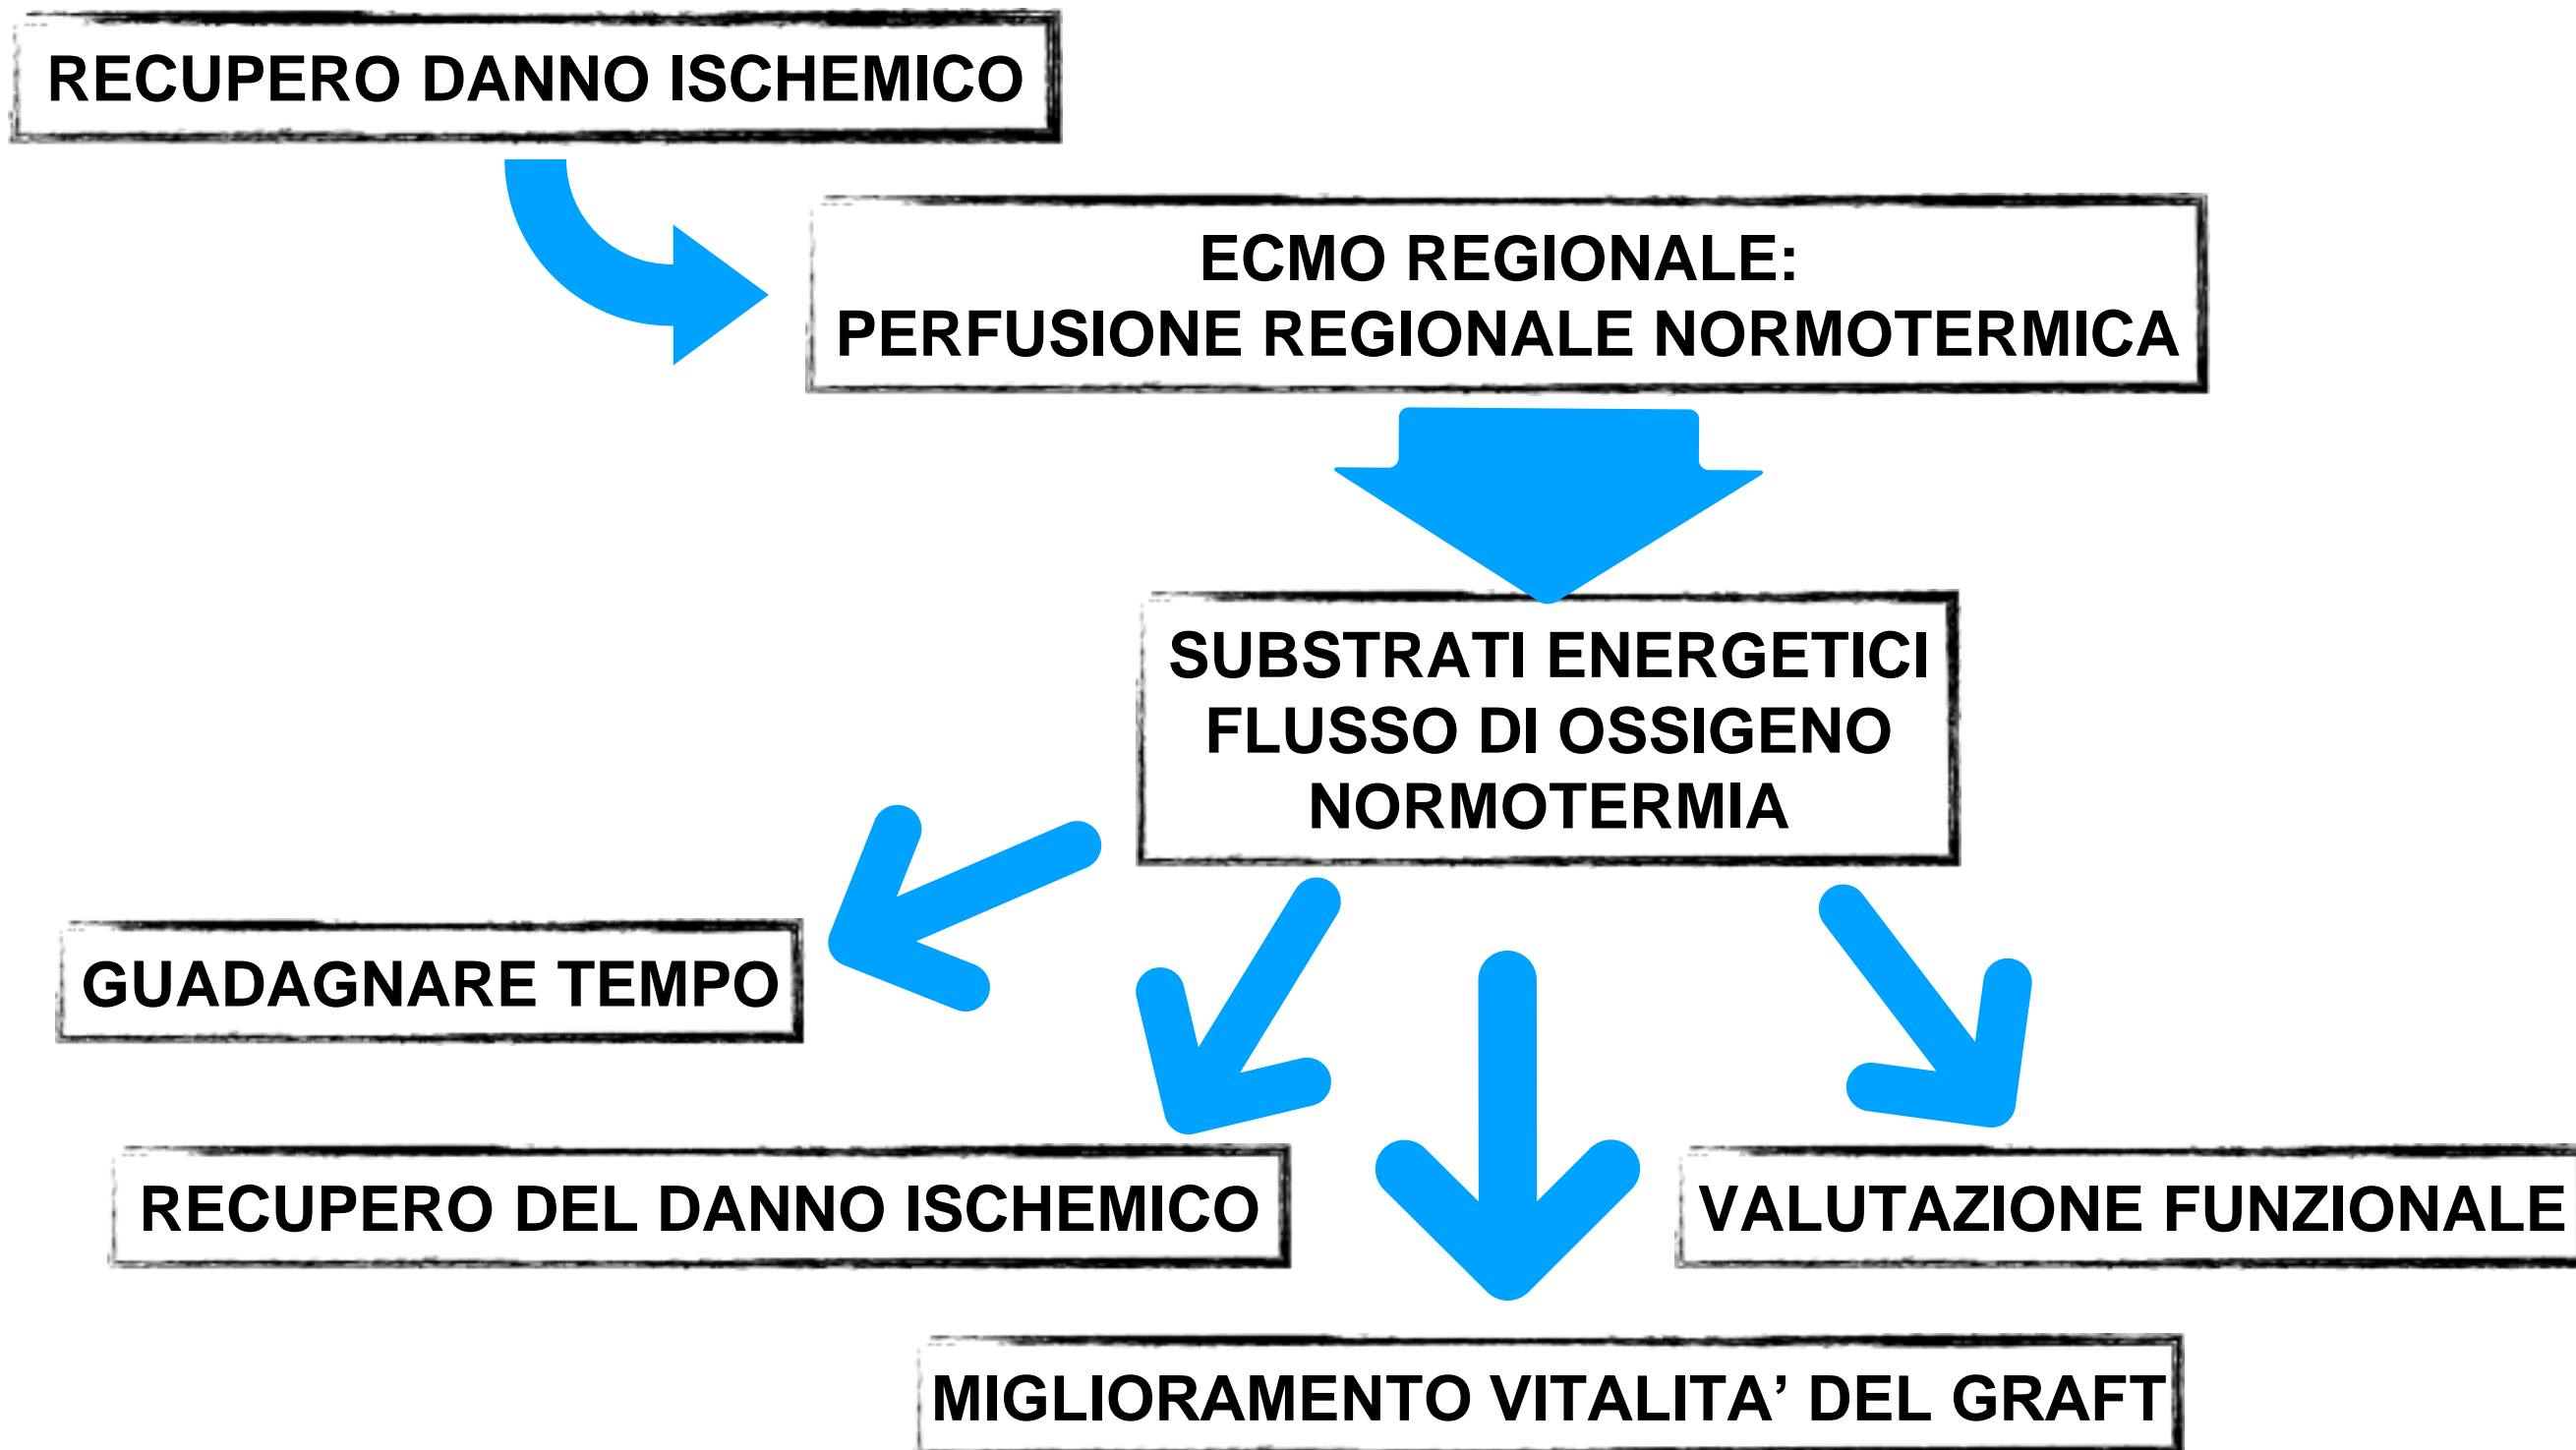 RECUPERO DANNO ISCHEMICO
ECMO REGIONALE:
PERFUSIONE REGIONALE NORMOTERMICA
SUBSTRATI ENERGETICI
FLUSSO DI OSSIGENO
NORMOTERMIA
GUADAGNARE TEMPO
RECUPERO DEL DANNO ISCHEMICO
VALUTAZIONE FUNZIONALE
MIGLIORAMENTO VITALITA’ DEL GRAFT